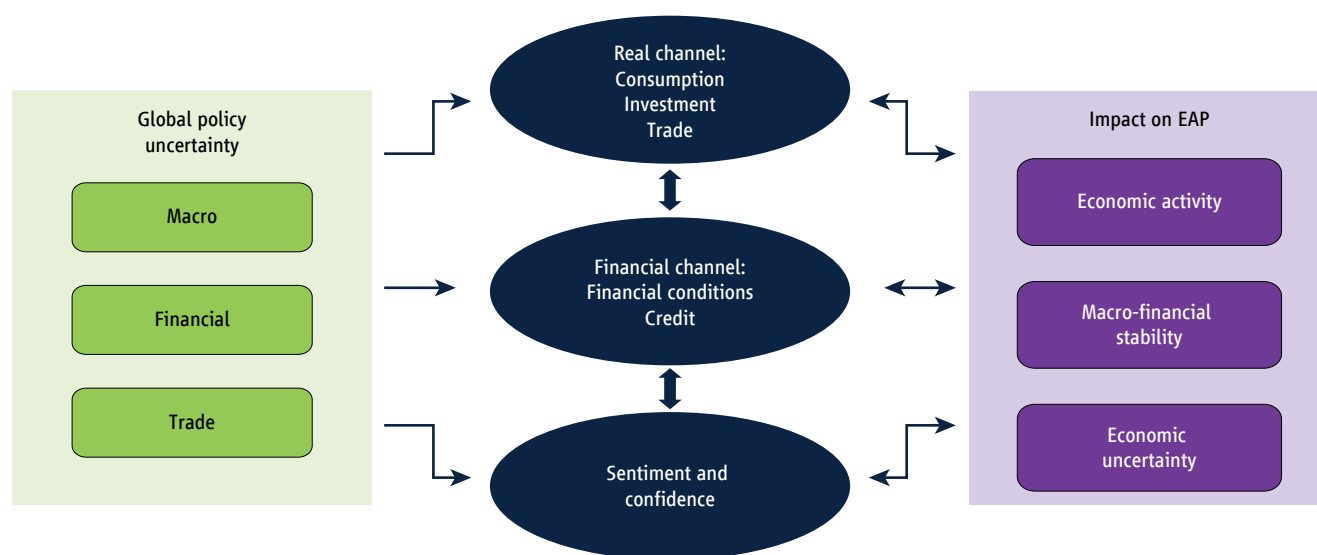 Global policy
uncertainty
Macro
Financial
Trade
Real channel:
Consumption
Investment
Trade
Financial channel:
Financial conditions
Credit
Sentiment and
confidence
Impact on EAP
Economic activity
Macro-financial
stability
Economic
uncertainty